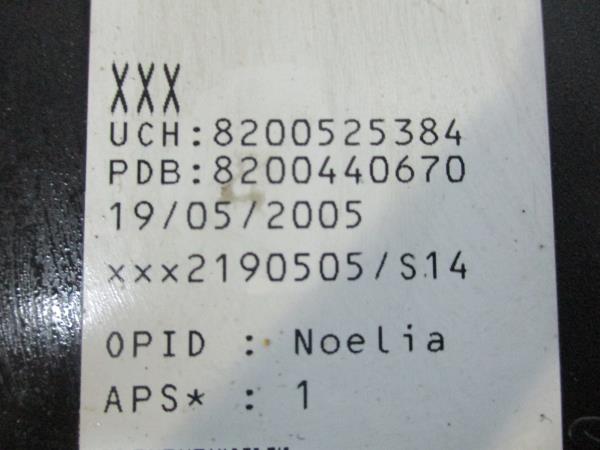 XXX
UCH:8200525384
PDB:8200440670
19/05/2005
xxx2190505/S14
OPID : Noelia
APS* : 1